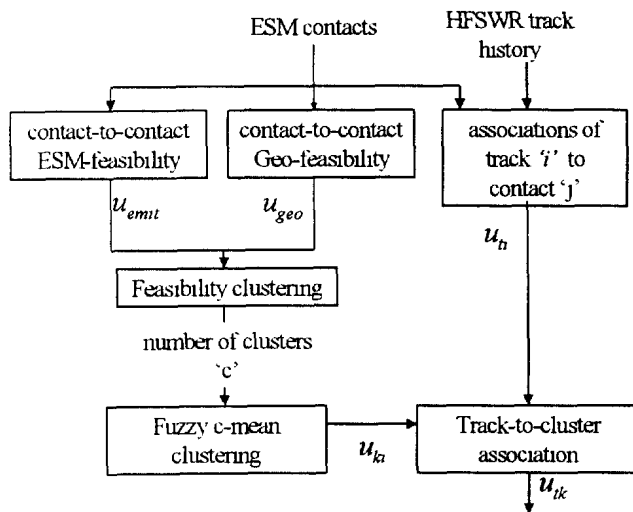 ESM contacts
HFSWR track
history
contact-to-contact
ESM-feasibility
contact-to-contact
Geo-feasibility
associations of
track ‘i’ to
contact ‘j’
u_emit
u_geo
u_ti
Feasibility clustering
number of clusters
‘c’
Fuzzy c-mean
clustering
u_ki
Track-to-cluster
association
u_tk